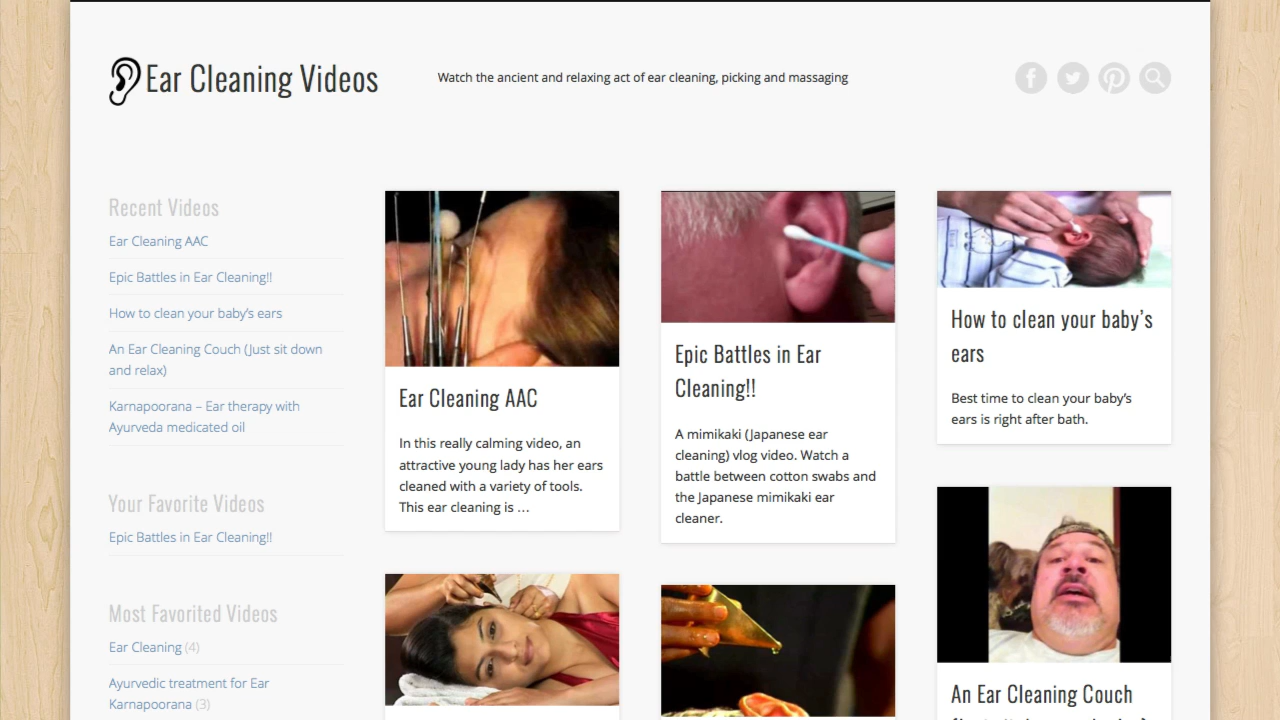 Ear Cleaning Videos
Watch the ancient and relaxing act of ear cleaning, picking and massaging
Recent Videos
Ear Cleaning AAC
Epic Battles in Ear Cleaning!!
How to clean your baby's ears
An Ear Cleaning Couch (Just sit down
and relax)
Karnapoorana – Ear therapy with
Ayurveda medicated oil
Your Favorite Videos
Epic Battles in Ear Cleaning!!
Most Favorited Videos
Ear Cleaning (4)
Ayurvedic treatment for Ear
Karnapoorana (3)
Ear Cleaning AAC
In this really calming video, an
attractive young lady has her ears
cleaned with a variety of tools.
This ear cleaning is …
Epic Battles in Ear
Cleaning!!
A mimikaki (Japanese ear
cleaning) vlog video. Watch a
battle between cotton swabs and
the Japanese mimikaki ear
cleaner.
How to clean your baby's
ears
Best time to clean your baby's
ears is right after bath.
An Ear Cleaning Couch